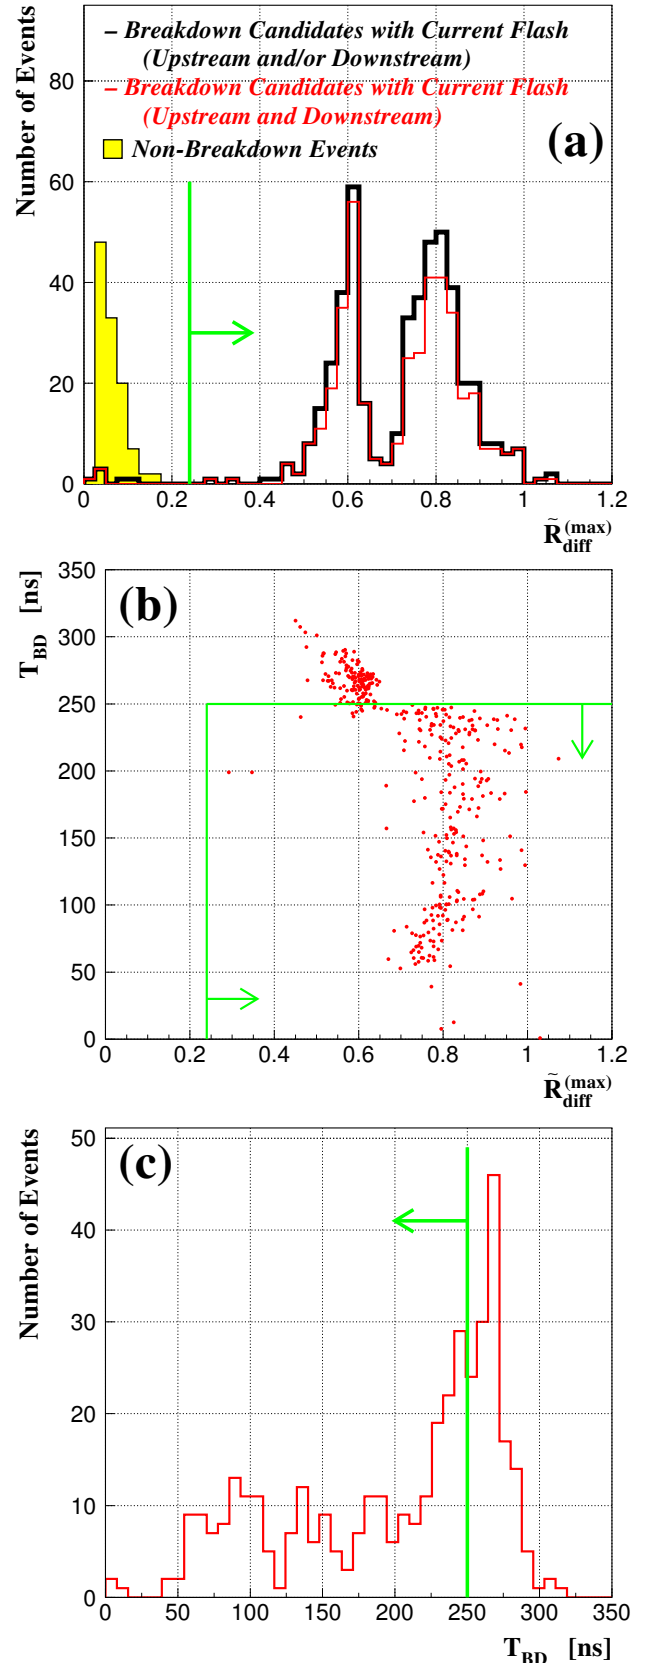 – Breakdown Candidates with Current Flash
(Upstream and/or Downstream)
– Breakdown Candidates with Current Flash
(Upstream and Downstream)
Non-Breakdown Events
(a)
Number of Events
80
60
40
20
0
0 0.2 0.4 0.6 0.8 1 1.2
R̃diff(max)
(b)
TBD [ns]
350
300
250
200
150
100
50
0
0 0.2 0.4 0.6 0.8 1 1.2
R̃diff(max)
(c)
Number of Events
50
40
30
20
10
0
0 50 100 150 200 250 300 350
TBD [ns]